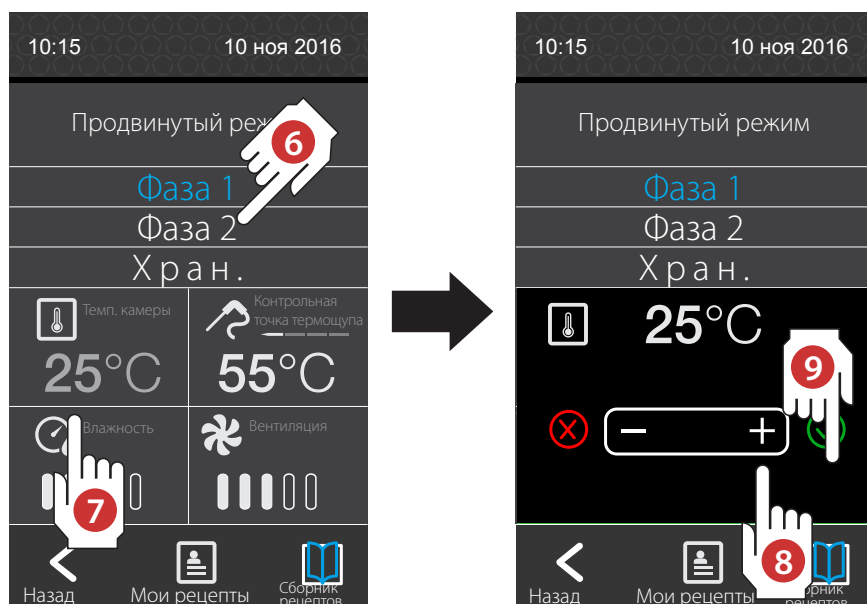 10:15 10 ноя 2016
Продвинутый реж
6
Фаза 1
Фаза 2
Хран.
Темп. камеры
25°C
Контрольная
точка термощупа
55°C
Влажность
Вентиляция
7
Назад
Мои рецепты
Сборник
рецептов
10:15 10 ноя 2016
Продвинутый режим
Фаза 1
Фаза 2
Хран.
25°C
9
− +
8
Назад
Мои рецепты